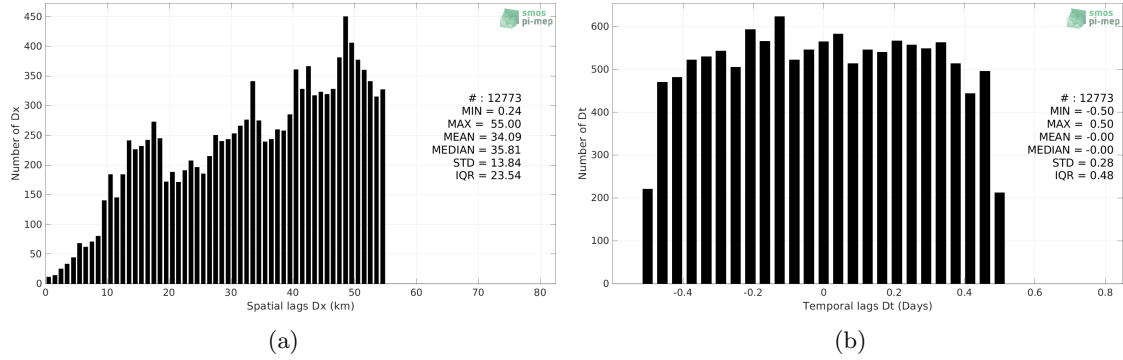 450
400
350
300
250
200
150
100
50
0
Number of Dx
0 10 20 30 40 50 60 70 80
Spatial lags Dx (km)
smos
pi-mep
# : 12773
MIN = 0.24
MAX = 55.00
MEAN = 34.09
MEDIAN = 35.81
STD = 13.84
IQR = 23.54
(a)
600
500
400
300
200
100
0
Number of Dt
-0.4 -0.2 0 0.2 0.4 0.6 0.8
Temporal lags Dt (Days)
smos
pi-mep
# : 12773
MIN = -0.50
MAX = 0.50
MEAN = -0.00
MEDIAN = -0.00
STD = 0.28
IQR = 0.48
(b)